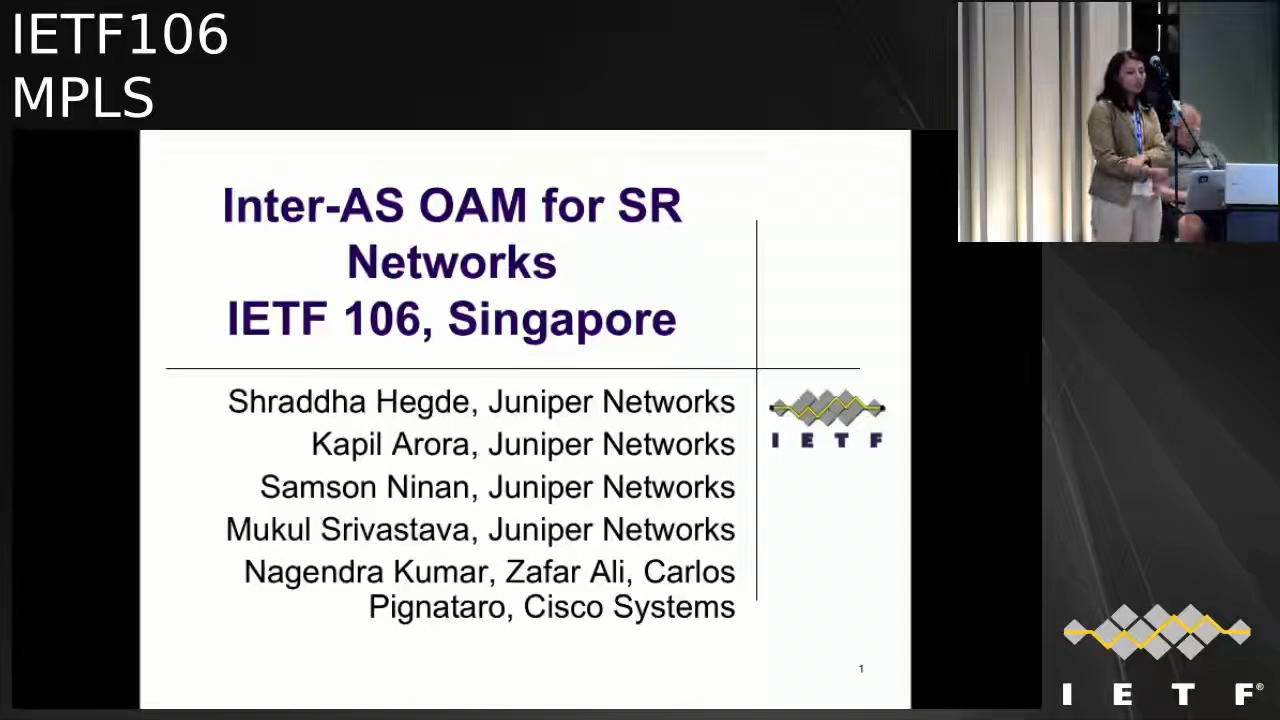 IETF106
MPLS
Inter-AS OAM for SR
Networks
IETF 106, Singapore
Shraddha Hegde, Juniper Networks
Kapil Arora, Juniper Networks
Samson Ninan, Juniper Networks
Mukul Srivastava, Juniper Networks
Nagendra Kumar, Zafar Ali, Carlos
Pignataro, Cisco Systems
I E T F
1
I E T F®